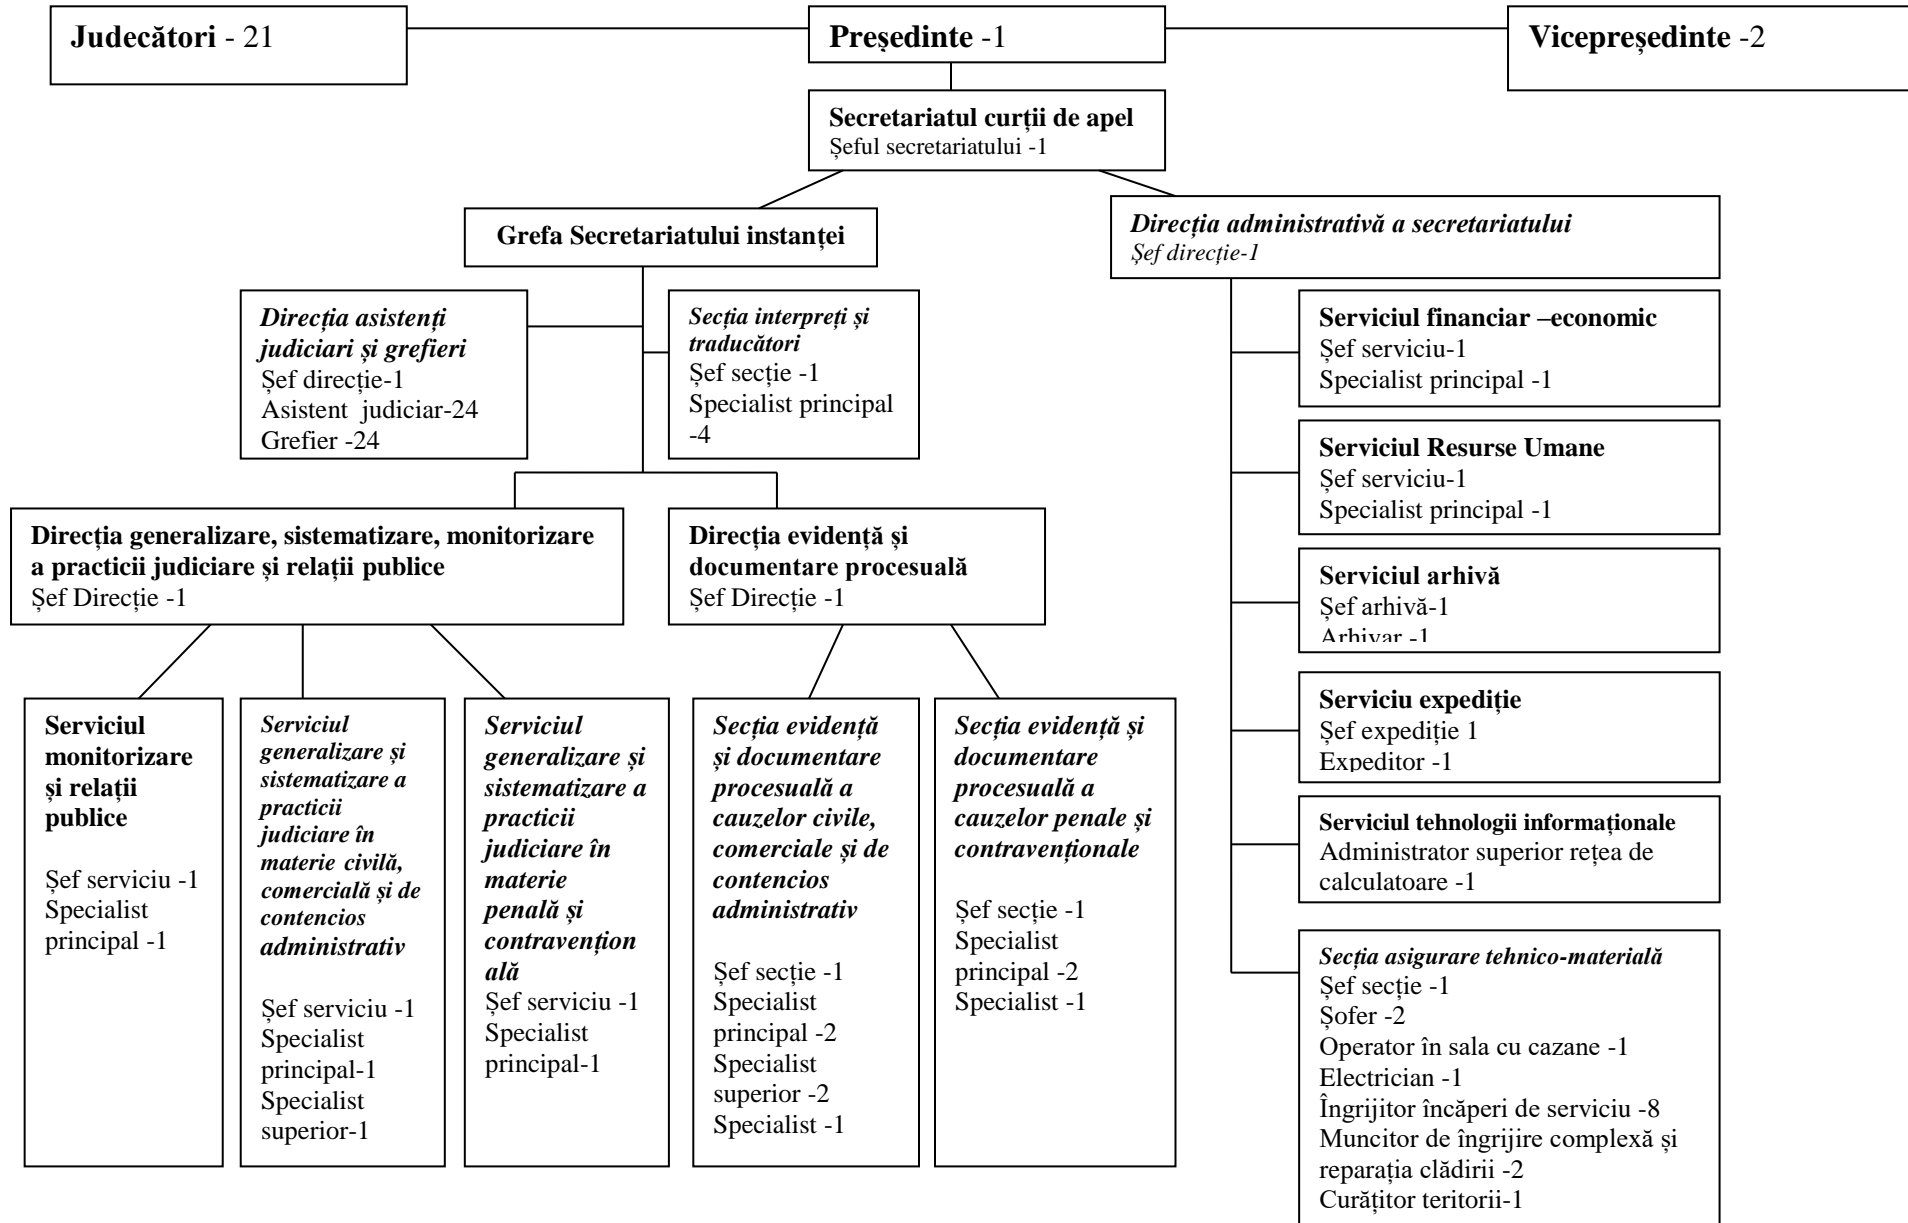 Judecători - 21
Președinte -1
Vicepreședinte -2
Secretariatul curții de apel
Șeful secretariatului -1
Grefa Secretariatului instanței
Direcția administrativă a secretariatului
Șef direcție-1
Direcția asistenți
judiciari și grefieri
Șef direcție-1
Asistent judiciar-24
Grefier -24
Secția interpreți și
traducători
Șef secție -1
Specialist principal
-4
Serviciul financiar –economic
Șef serviciu-1
Specialist principal -1
Serviciul Resurse Umane
Șef serviciu-1
Specialist principal -1
Direcția generalizare, sistematizare, monitorizare
a practicii judiciare și relații publice
Șef Direcție -1
Direcția evidență și
documentare procesuală
Șef Direcție -1
Serviciul arhivă
Șef arhivă-1
Arhivar -1
Serviciu expediție
Șef expediție 1
Expeditor -1
Serviciul tehnologii informaționale
Administrator superior rețea de
calculatoare -1
Serviciul
monitorizare
și relații
publice
Șef serviciu -1
Specialist
principal -1
Serviciul
generalizare și
sistematizare a
practicii
judiciare în
materie civilă,
comercială și de
contencios
administrativ
Șef serviciu -1
Specialist
principal-1
Specialist
superior-1
Serviciul
generalizare și
sistematizare a
practicii
judiciare în
materie
penală și
contravențion
ală
Șef serviciu -1
Specialist
principal-1
Secția evidență
și documentare
procesuală a
cauzelor civile,
comerciale și de
contencios
administrativ
Șef secție -1
Specialist
principal -2
Specialist
superior -2
Specialist -1
Secția evidență și
documentare
procesuală a
cauzelor penale și
contravenționale
Șef secție -1
Specialist
principal -2
Specialist -1
Secția asigurare tehnico-materială
Șef secție -1
Șofer -2
Operator în sala cu cazane -1
Electrician -1
Îngrijitor încăperi de serviciu -8
Muncitor de îngrijire complexă și
reparația clădirii -2
Curățitor teritorii-1